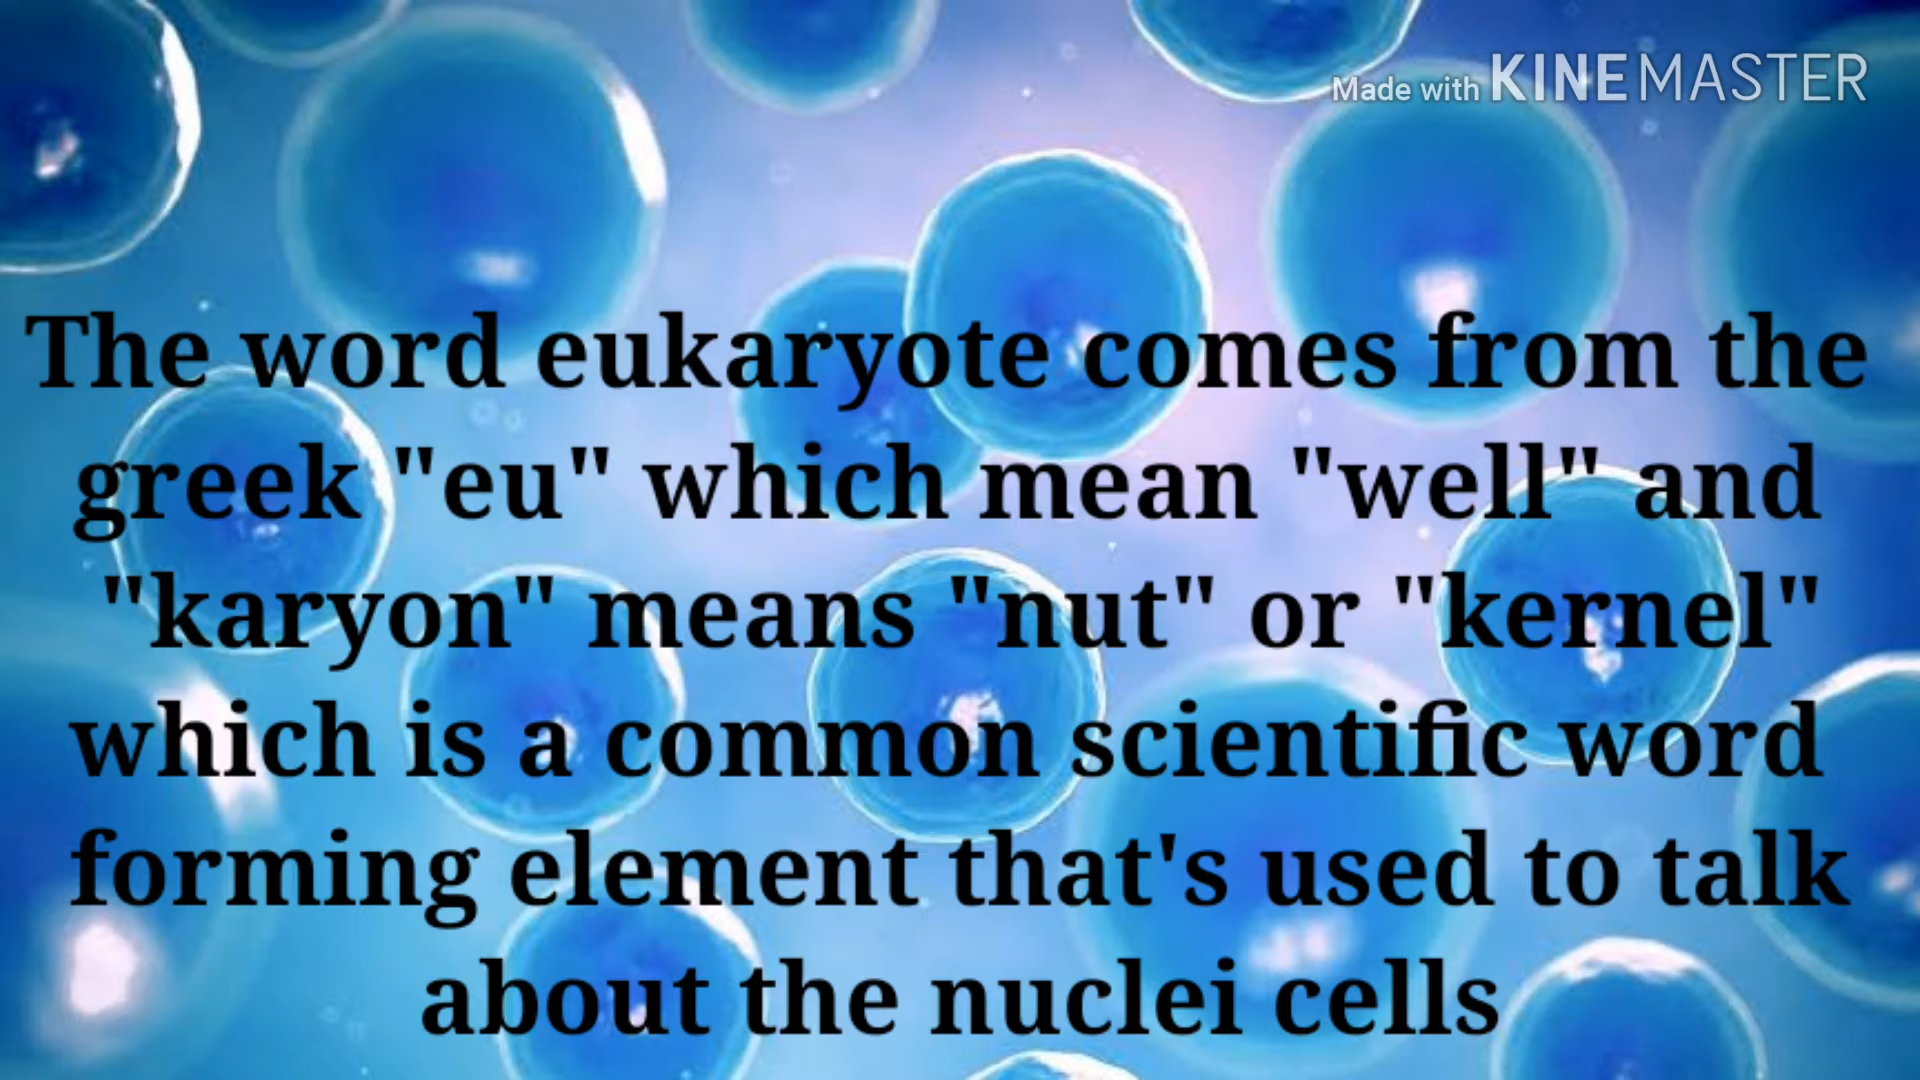 Made with KINEMASTER
The word eukaryote comes from the
greek "eu" which mean "well" and
"karyon" means "nut" or "kernel"
which is a common scientific word
forming element that's used to talk
about the nuclei cells